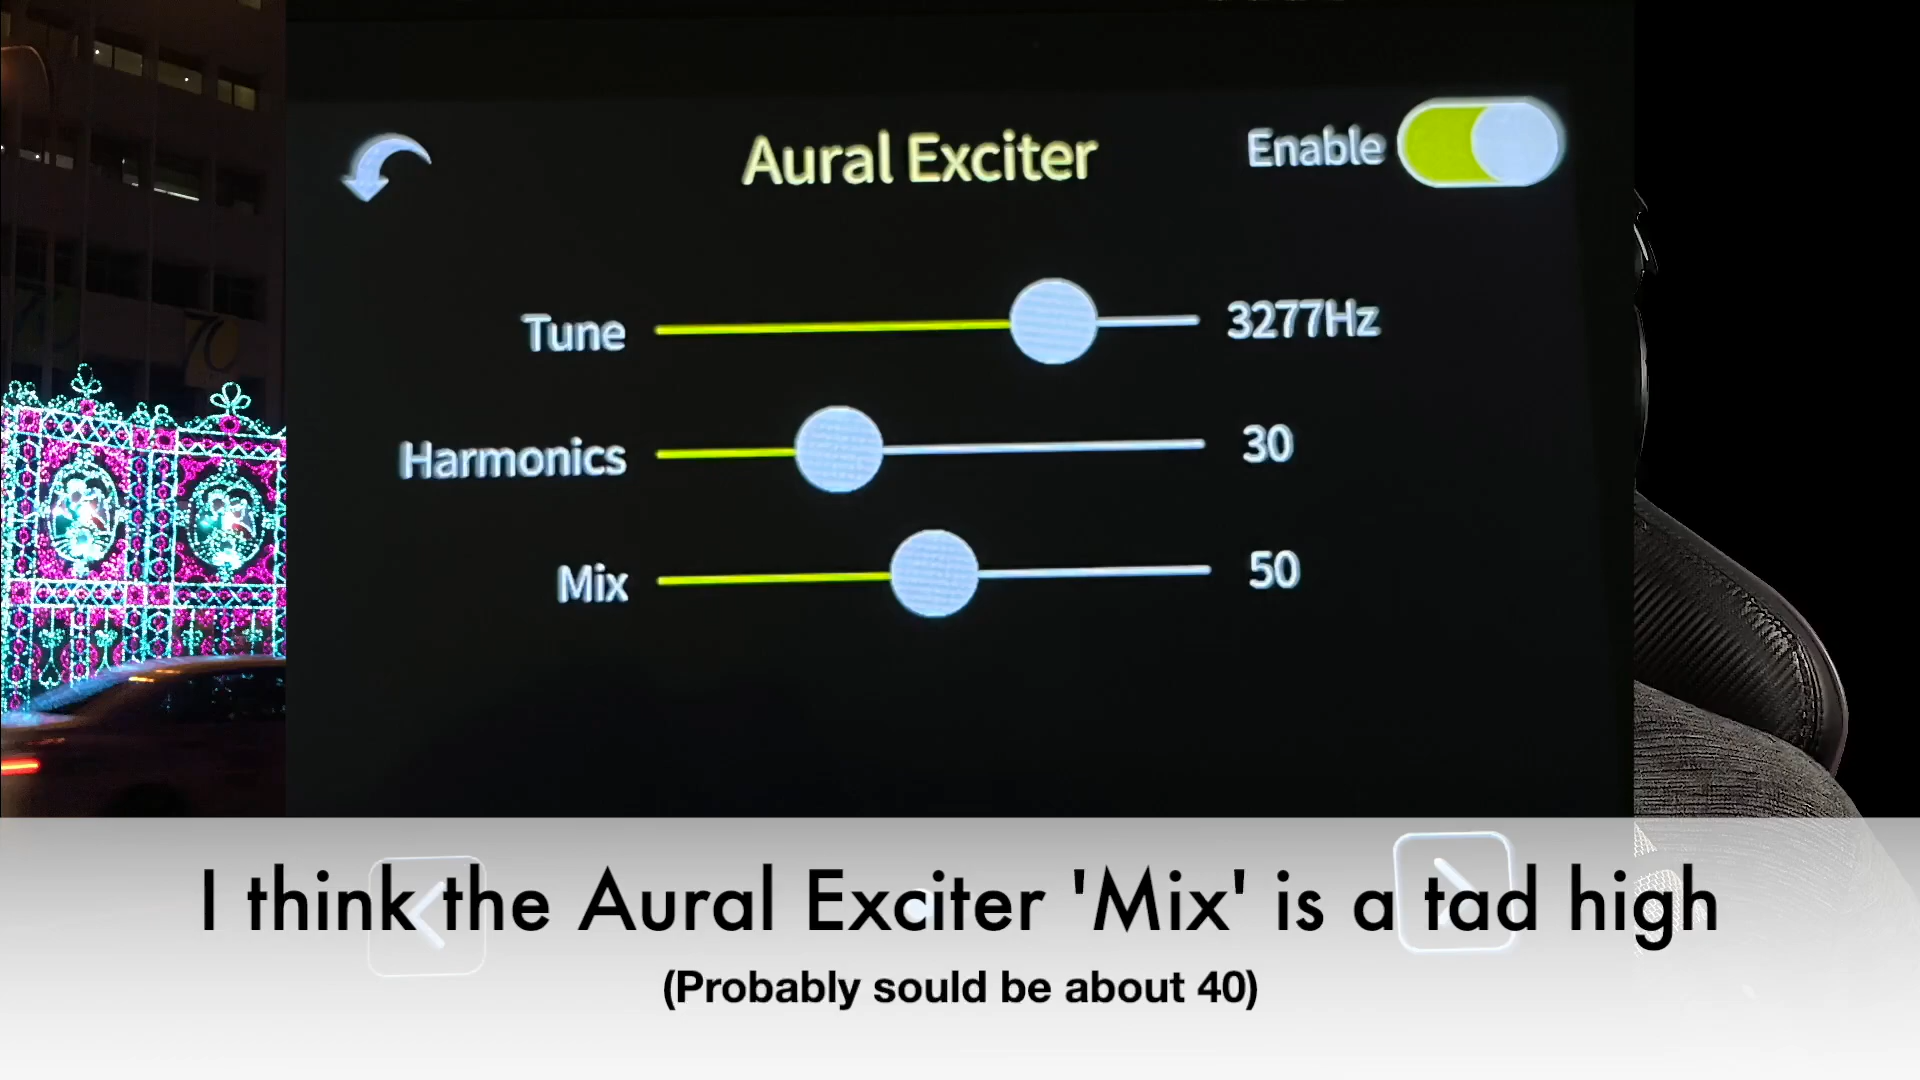 Aural Exciter
Enable
Tune 3277Hz
Harmonics 30
Mix 50
I think the Aural Exciter 'Mix' is a tad high
(Probably sould be about 40)